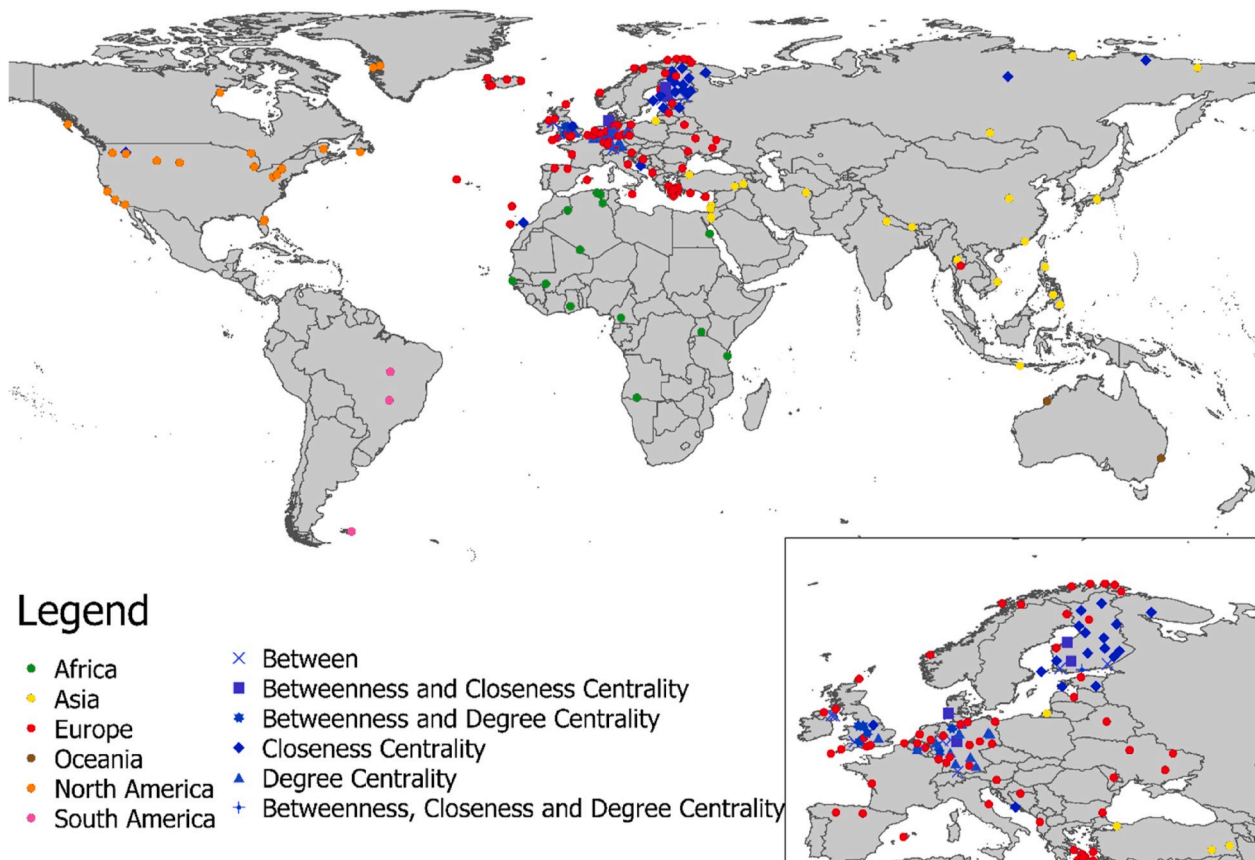 Legend
Africa
Asia
Europe
Oceania
North America
South America
Between
Betweenness and Closeness Centrality
Betweenness and Degree Centrality
Closeness Centrality
Degree Centrality
Betweenness, Closeness and Degree Centrality